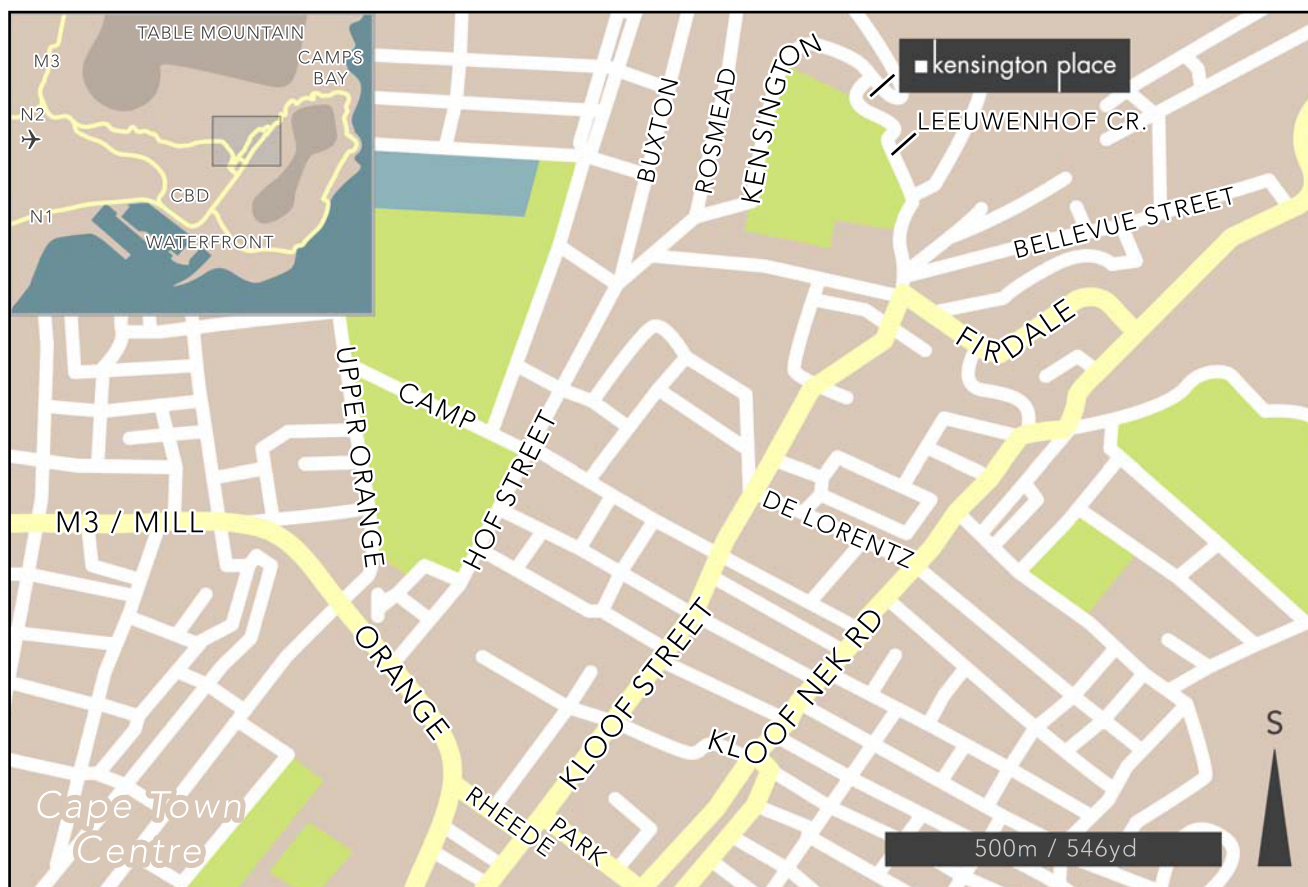 TABLE MOUNTAIN
CAMPS
BAY
M3
N2
CBD
N1
WATERFRONT
BUXTON
ROSMEAD
KENSINGTON
kensington place
LEEUWENHOF CR.
BELLEVUE STREET
FIRDALE
UPPER ORANGE
CAMP
HOF STREET
M3 / MILL
DE LORENTZ
ORANGE
KLOOF STREET
KLOOF NEK RD
RHEEDE
PARK
Cape Town
Centre
S
500m / 546yd